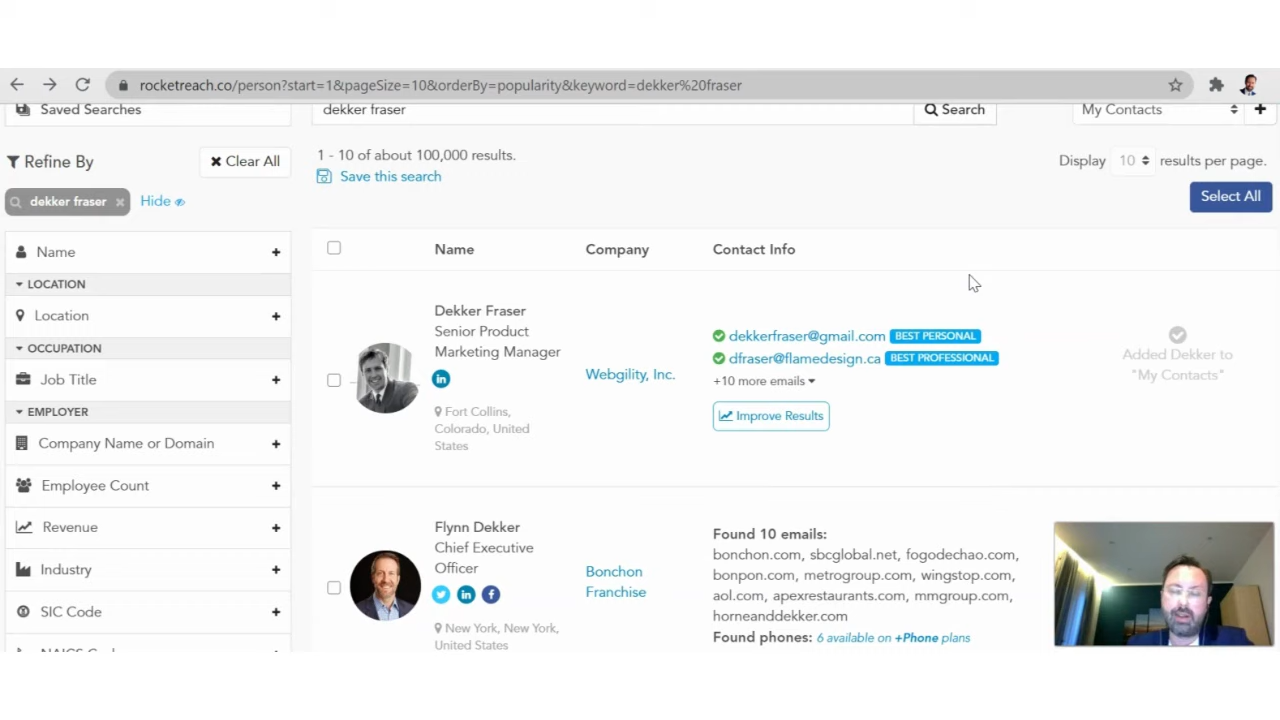 rocketreach.co/person?start=1&pageSize=10&orderBy=popularity&keyword=dekker%20fraser
Saved Searches
dekker fraser
Search
My Contacts
Refine By
Clear All
dekker fraser
Hide
1 - 10 of about 100,000 results.
Save this search
Display 10 results per page.
Select All
Name
LOCATION
Location
OCCUPATION
Job Title
EMPLOYER
Company Name or Domain
Employee Count
Revenue
Industry
SIC Code
Name Company Contact Info
Dekker Fraser
Senior Product
Marketing Manager
Fort Collins,
Colorado, United
States
Webgility, Inc.
dekkerfraser@gmail.com BEST PERSONAL
dfraser@flamedesign.ca BEST PROFESSIONAL
+10 more emails
Improve Results
Added Dekker to
"My Contacts"
Flynn Dekker
Chief Executive
Officer
New York, New York,
United States
Bonchon
Franchise
Found 10 emails:
bonchon.com, sbcglobal.net, fogodechao.com,
bonpon.com, metrogroup.com, wingstop.com,
aol.com, apexrestaurants.com, mmgroup.com,
horneanddekker.com
Found phones: 6 available on +Phone plans